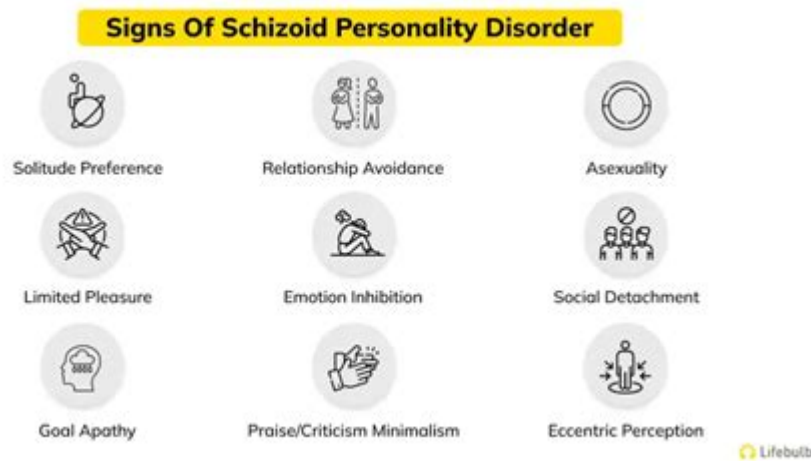 Signs Of Schizoid Personality Disorder
Solitude Preference
Relationship Avoidance
Asexuality
Limited Pleasure
Emotion Inhibition
Social Detachment
Goal Apathy
Praise/Criticism Minimalism
Eccentric Perception
Lifebulb